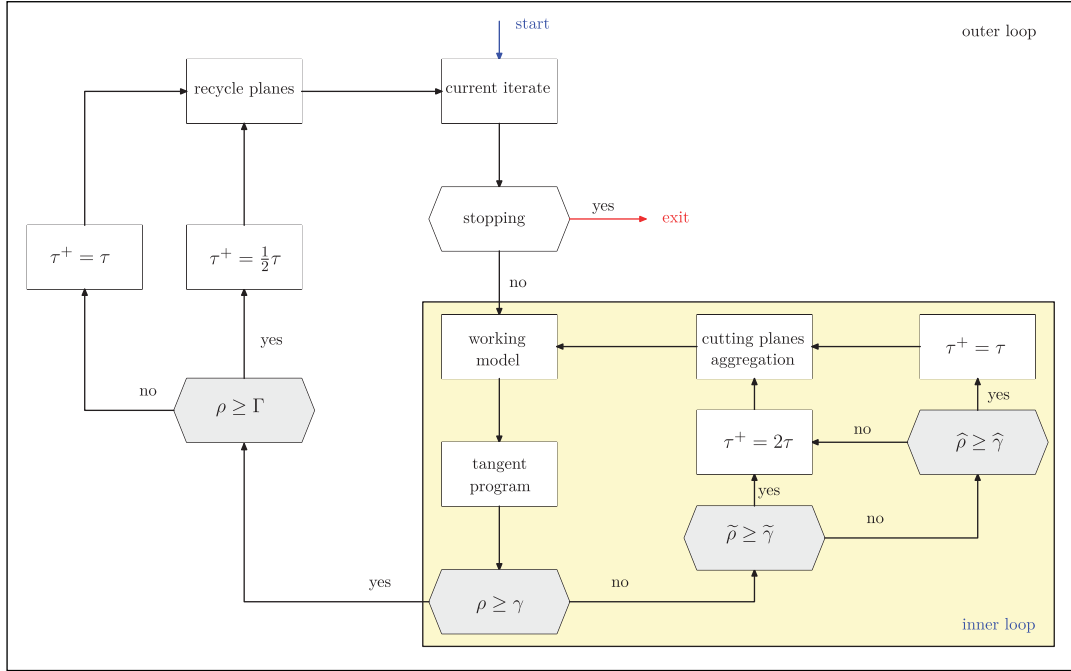 start
outer loop
recycle planes
current iterate
stopping
yes
exit
τ⁺ = τ
τ⁺ = ½τ
no
working
model
cutting planes
aggregation
τ⁺ = τ
yes
yes
no
ρ ≥ Γ
no
τ⁺ = 2τ
ρ̂ ≥ γ̂
tangent
program
yes
no
ρ̃ ≥ γ̃
yes
no
ρ ≥ γ
inner loop